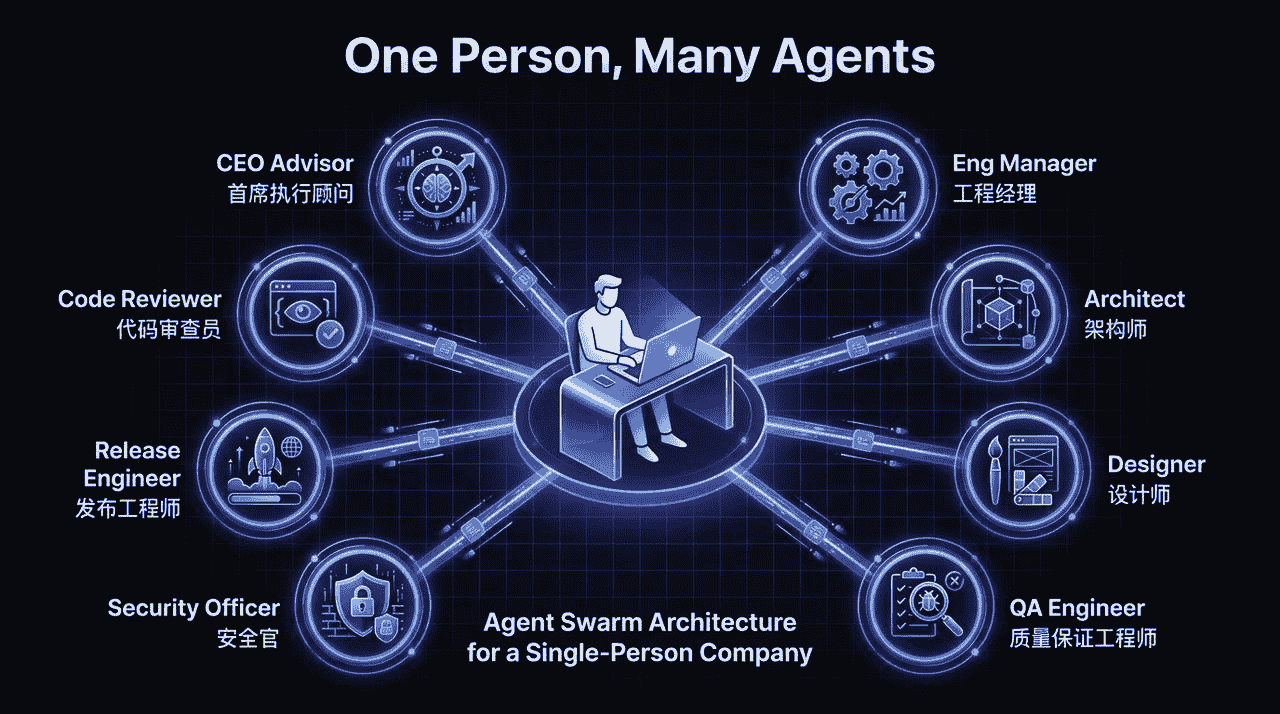 One Person, Many Agents
CEO Advisor
首席执行顾问
Eng Manager
工程经理
Code Reviewer
代码审查员
Architect
架构师
Release
Engineer
发布工程师
Designer
设计师
Security Officer
安全官
QA Engineer
质量保证工程师
Agent Swarm Architecture
for a Single-Person Company